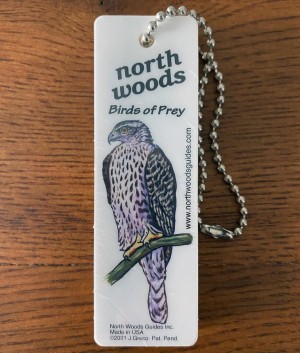 north
woods
Birds of Prey
www.northwoodsguides.com
North Woods Guides Inc.
Made in USA
©2011 J.Greco Pat. Pend.